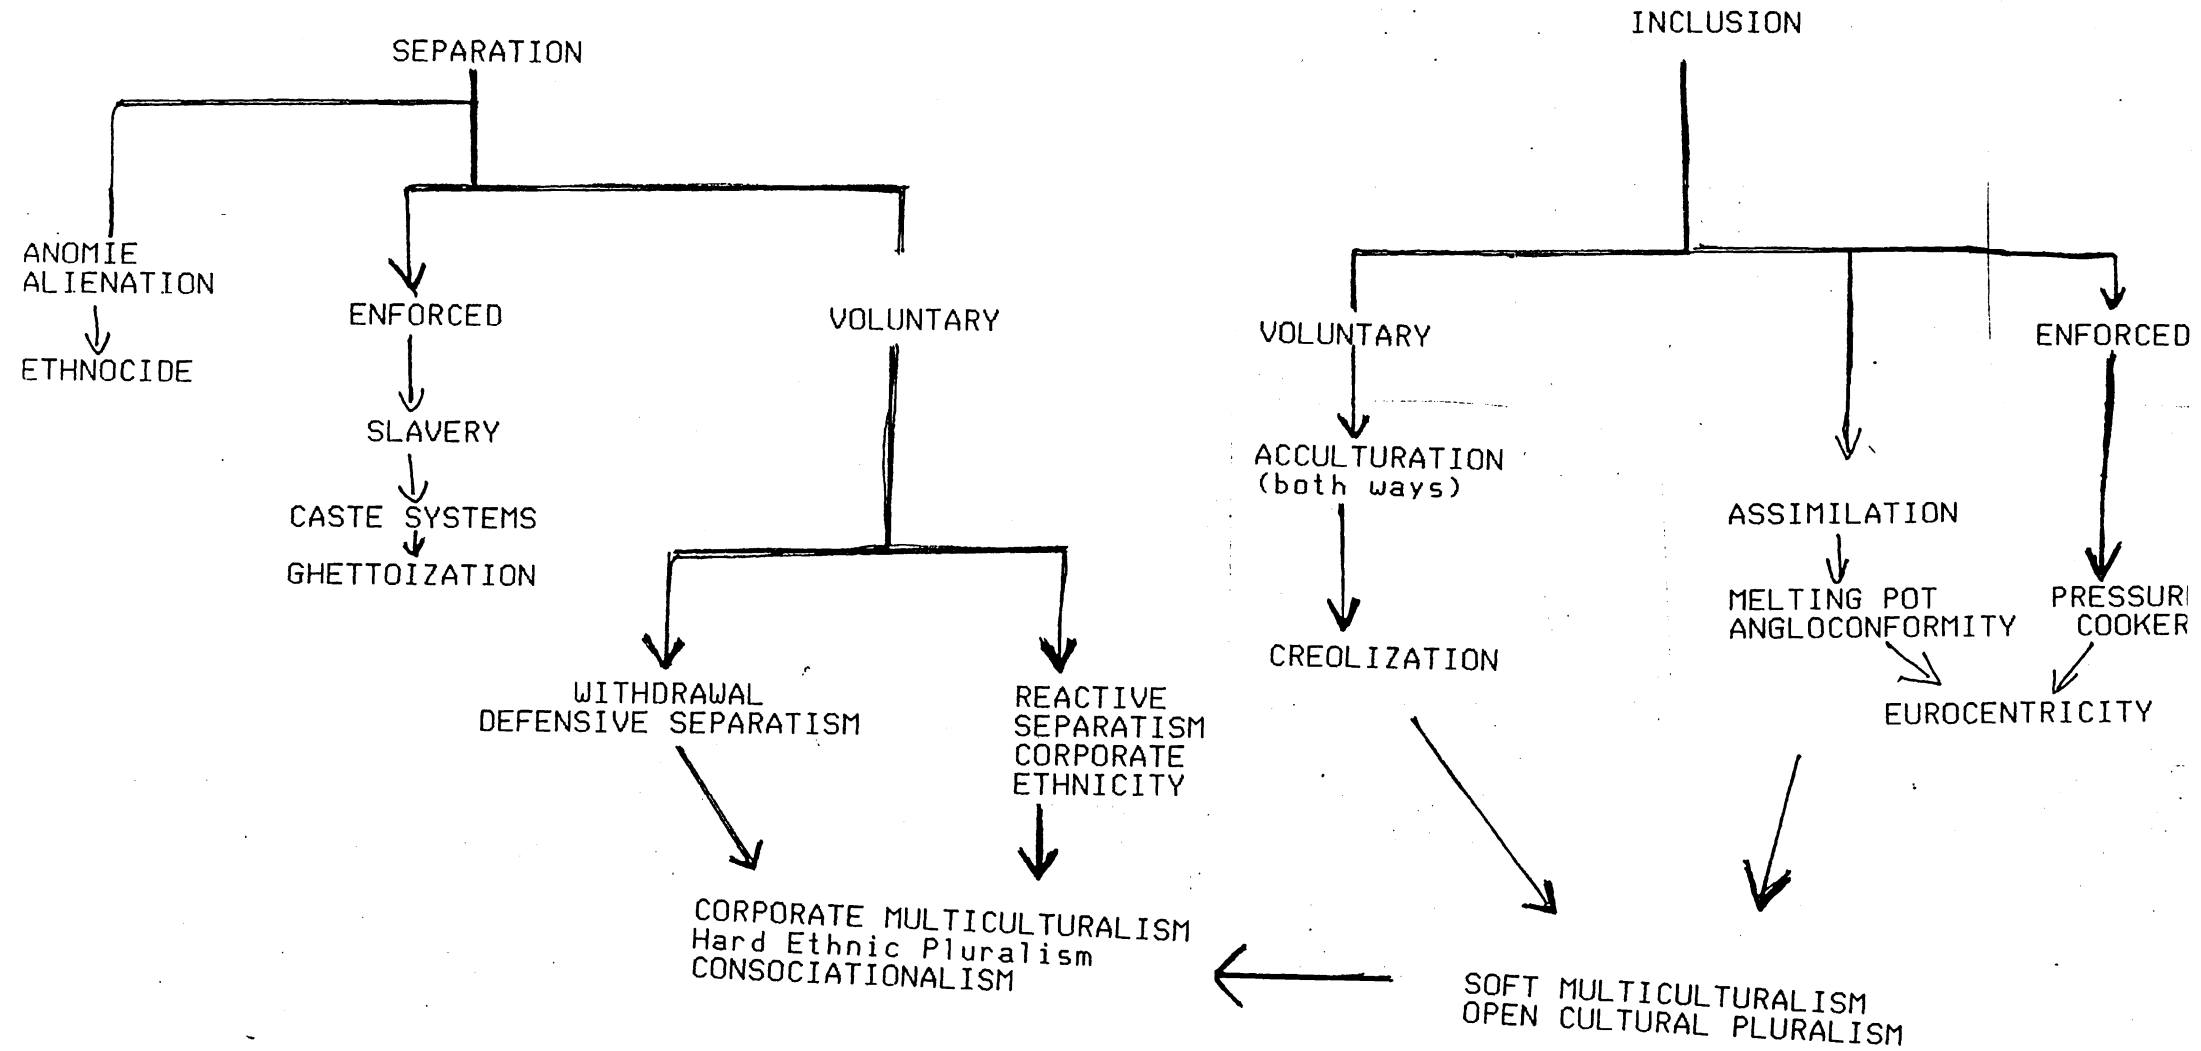 SEPARATION
ANOMIE
ALIENATION
ETHNOCIDE
ENFORCED
SLAVERY
CASTE SYSTEMS
GHETTOIZATION
VOLUNTARY
WITHDRAWAL
DEFENSIVE SEPARATISM
REACTIVE
SEPARATISM
CORPORATE
ETHNICITY
CORPORATE MULTICULTURALISM
Hard Ethnic Pluralism
CONSOCIATIONALISM
INCLUSION
VOLUNTARY
ACCULTURATION
(both ways)
CREOLIZATION
ASSIMILATION
MELTING POT
ANGLOCONFORMITY
ENFORCED
PRESSUR
COOKER
EUROCENTRICITY
SOFT MULTICULTURALISM
OPEN CULTURAL PLURALISM